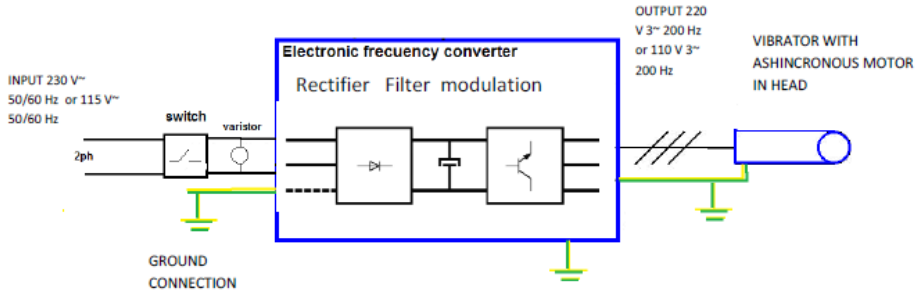 INPUT 230 V~
50/60 Hz or 115 V~
50/60 Hz
2ph
switch
varistor
GROUND
CONNECTION
Electronic frecuency converter
Rectifier Filter modulation
OUTPUT 220
V 3~ 200 Hz
or 110 V 3~
200 Hz
VIBRATOR WITH
ASHINCRONOUS MOTOR
IN HEAD